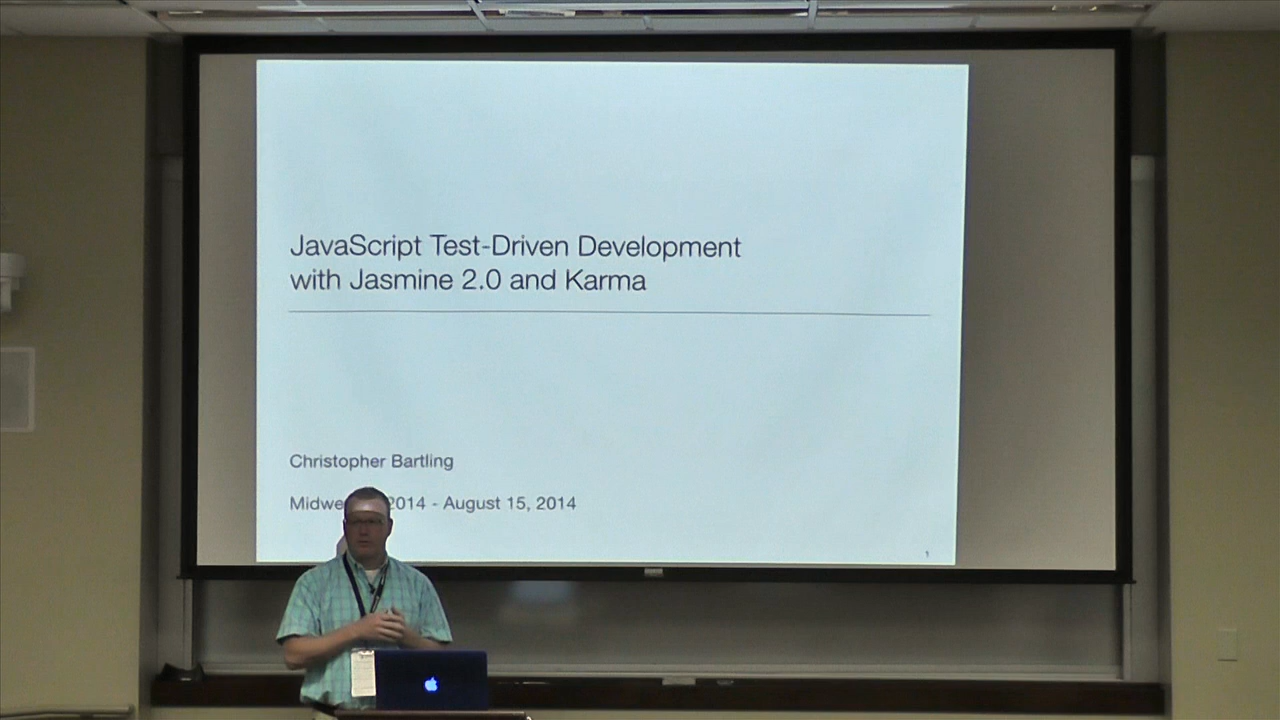 JavaScript Test-Driven Development
with Jasmine 2.0 and Karma
Christopher Bartling
2014 - August 15, 2014
1